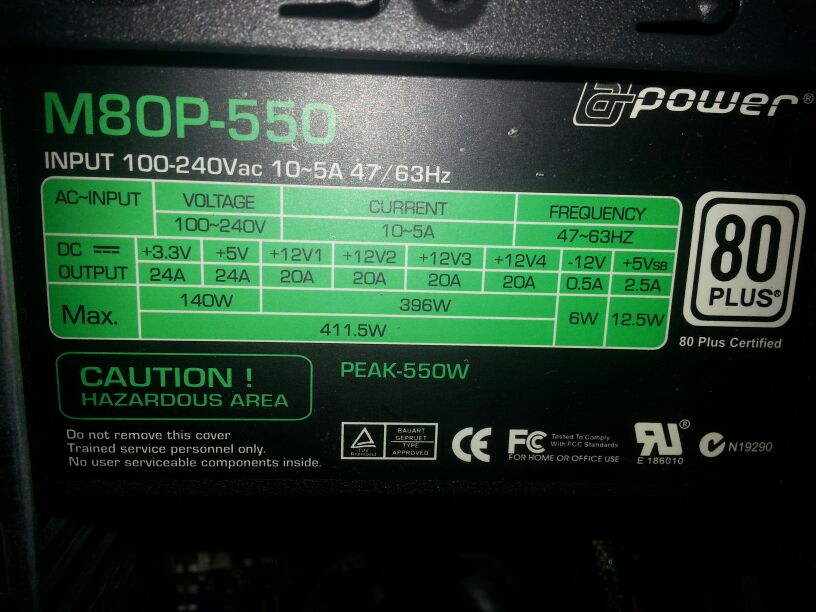 M80P-550
power®
INPUT 100-240Vac 10~5A 47/63Hz
AC~INPUT VOLTAGE CURRENT FREQUENCY
100~240V 10~5A 47~63HZ
DC OUTPUT +3.3V +5V +12V1 +12V2 +12V3 +12V4 -12V +5VSB
24A 24A 20A 20A 20A 20A 0.5A 2.5A
Max. 140W 396W 6W 12.5W
411.5W
80
PLUS®
80 Plus Certified
CAUTION !
HAZARDOUS AREA
PEAK-550W
Do not remove this cover
Trained service personnel only.
No user serviceable components inside.
TÜV
Rheinland
BAUART
GEPRUEFT
TYPE
APPROVED
CE
FC Tested To Comply
With FCC Standards
FOR HOME OR OFFICE USE
RU®
E 186010
N19290